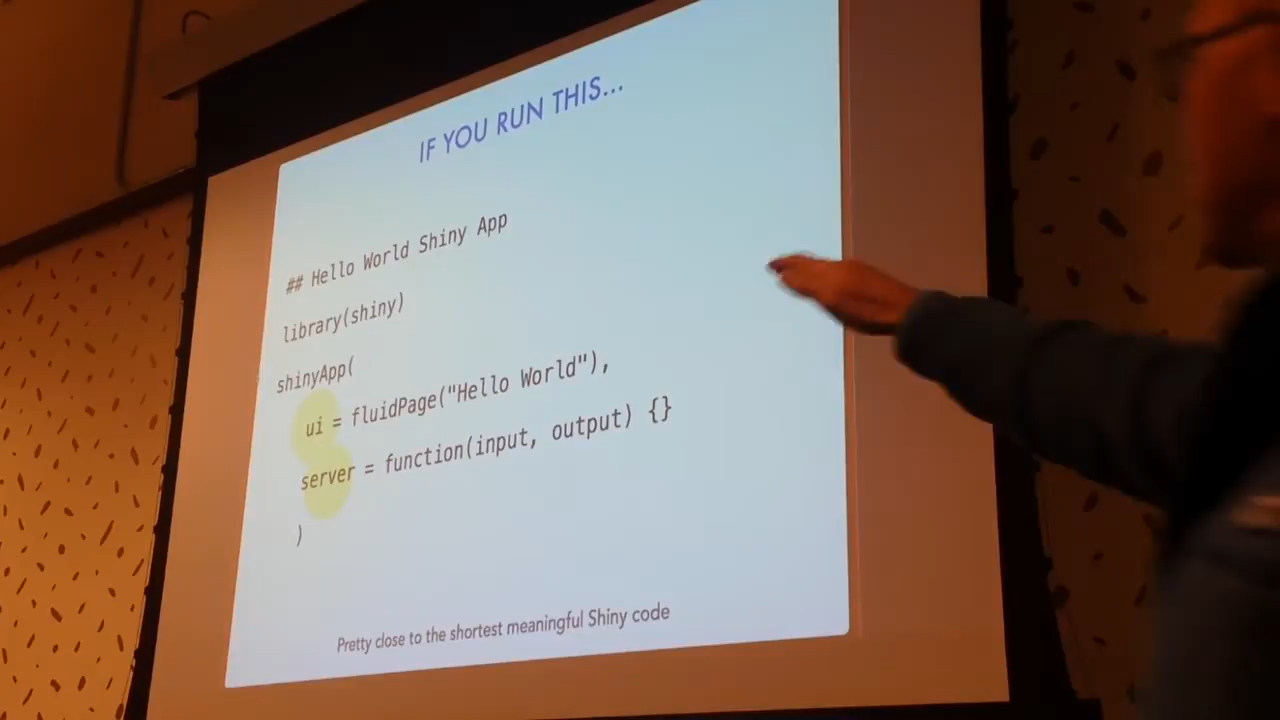 IF YOU RUN THIS...
## Hello World Shiny App
library(shiny)
shinyApp(
ui = fluidPage("Hello World"),
server = function(input, output) {}
)
Pretty close to the shortest meaningful Shiny code